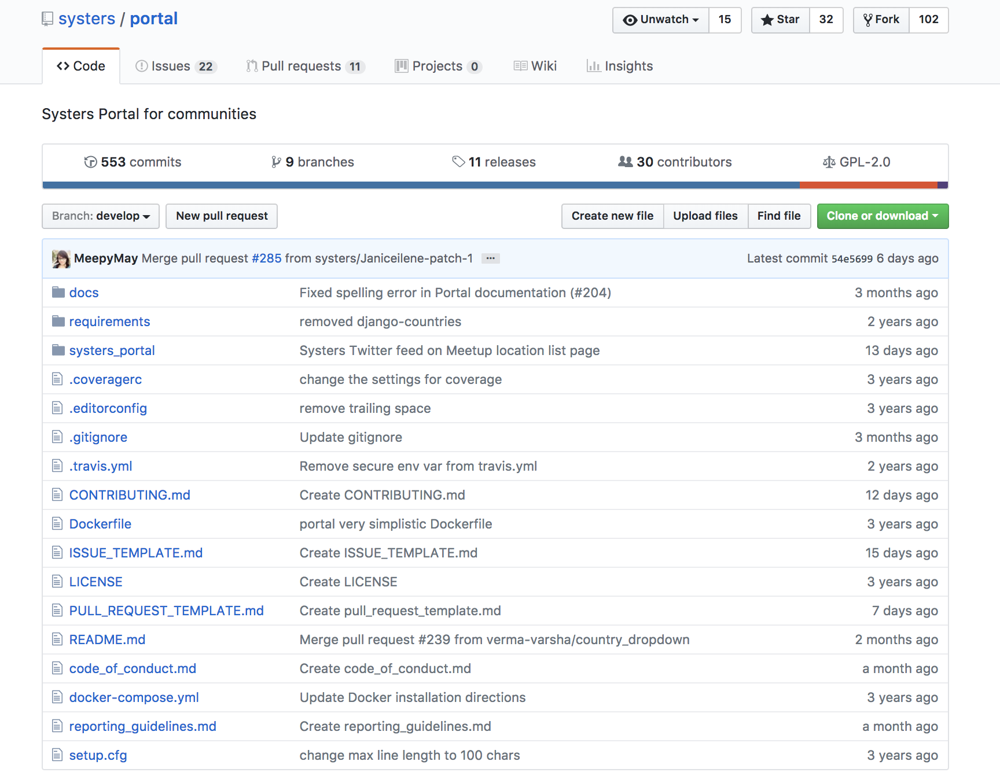 systers / portal
Unwatch 15 Star 32 Fork 102
Code Issues 22 Pull requests 11 Projects 0 Wiki Insights
Systers Portal for communities
553 commits 9 branches 11 releases 30 contributors GPL-2.0
Branch: develop New pull request Create new file Upload files Find file Clone or download
MeepyMay Merge pull request #285 from systers/Janiceilene-patch-1 ... Latest commit 54e5699 6 days ago
docs Fixed spelling error in Portal documentation (#204) 3 months ago
requirements removed django-countries 2 years ago
systers_portal Systers Twitter feed on Meetup location list page 13 days ago
.coveragerc change the settings for coverage 3 years ago
.editorconfig remove trailing space 3 years ago
.gitignore Update gitignore 3 months ago
.travis.yml Remove secure env var from travis.yml 2 years ago
CONTRIBUTING.md Create CONTRIBUTING.md 12 days ago
Dockerfile portal very simplistic Dockerfile 3 years ago
ISSUE_TEMPLATE.md Create ISSUE_TEMPLATE.md 15 days ago
LICENSE Create LICENSE 3 years ago
PULL_REQUEST_TEMPLATE.md Create pull_request_template.md 7 days ago
README.md Merge pull request #239 from verma-varsha/country_dropdown 2 months ago
code_of_conduct.md Create code_of_conduct.md a month ago
docker-compose.yml Update Docker installation directions 3 years ago
reporting_guidelines.md Create reporting_guidelines.md a month ago
setup.cfg change max line length to 100 chars 3 years ago